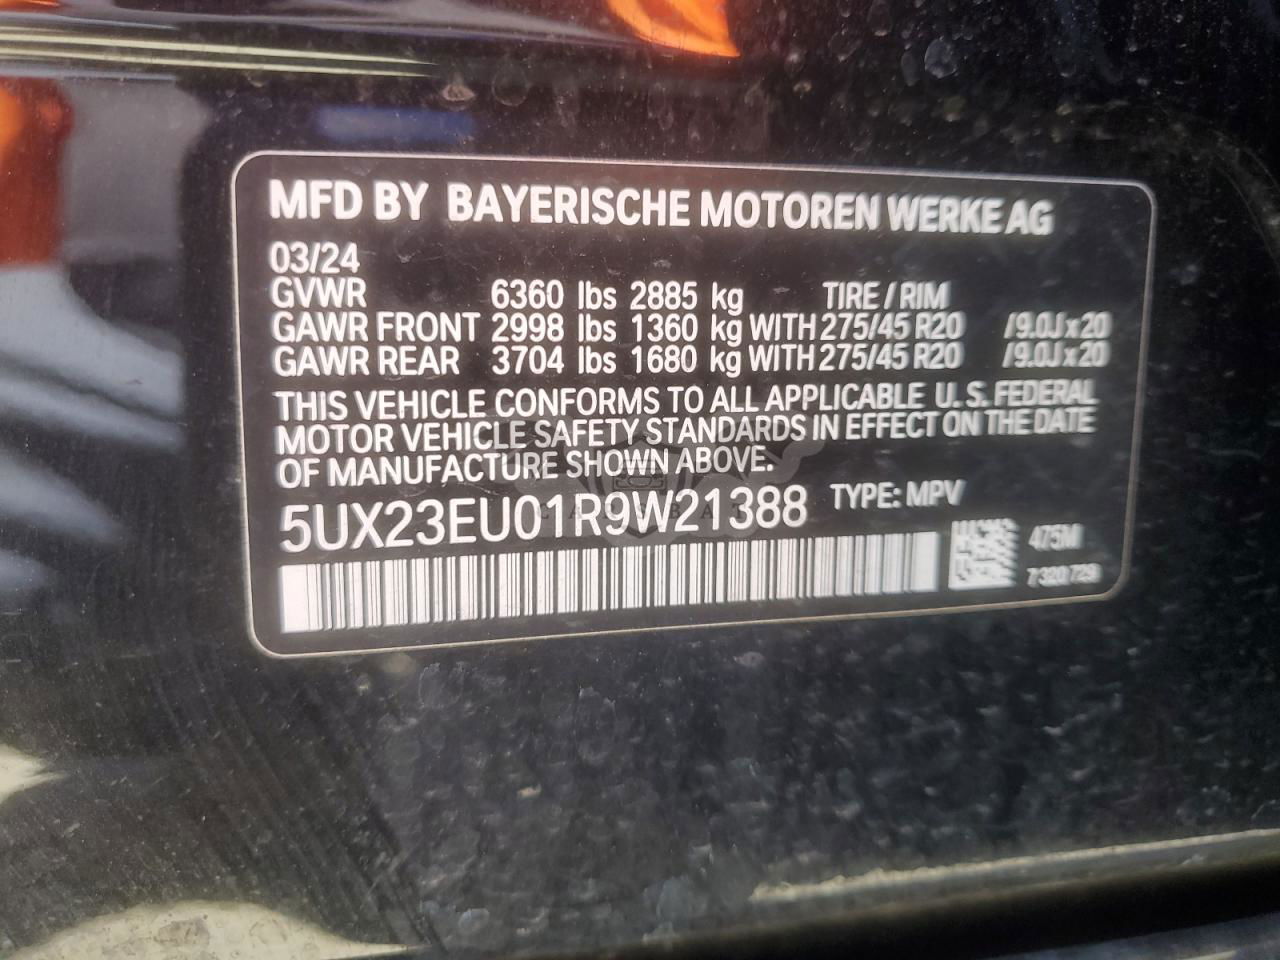 MFD BY BAYERISCHE MOTOREN WERKE AG
03/24
GVWR 6360 lbs 2885 kg TIRE / RIM
GAWR FRONT 2998 lbs 1360 kg WITH 275/45 R20 /9.0J x 20
GAWR REAR 3704 lbs 1680 kg WITH 275/45 R20 /9.0J x 20
THIS VEHICLE CONFORMS TO ALL APPLICABLE U.S. FEDERAL
MOTOR VEHICLE SAFETY STANDARDS IN EFFECT ON THE DATE
OF MANUFACTURE SHOWN ABOVE.
5UX23EU01R9W21388 TYPE: MPV
475M
7 320 729